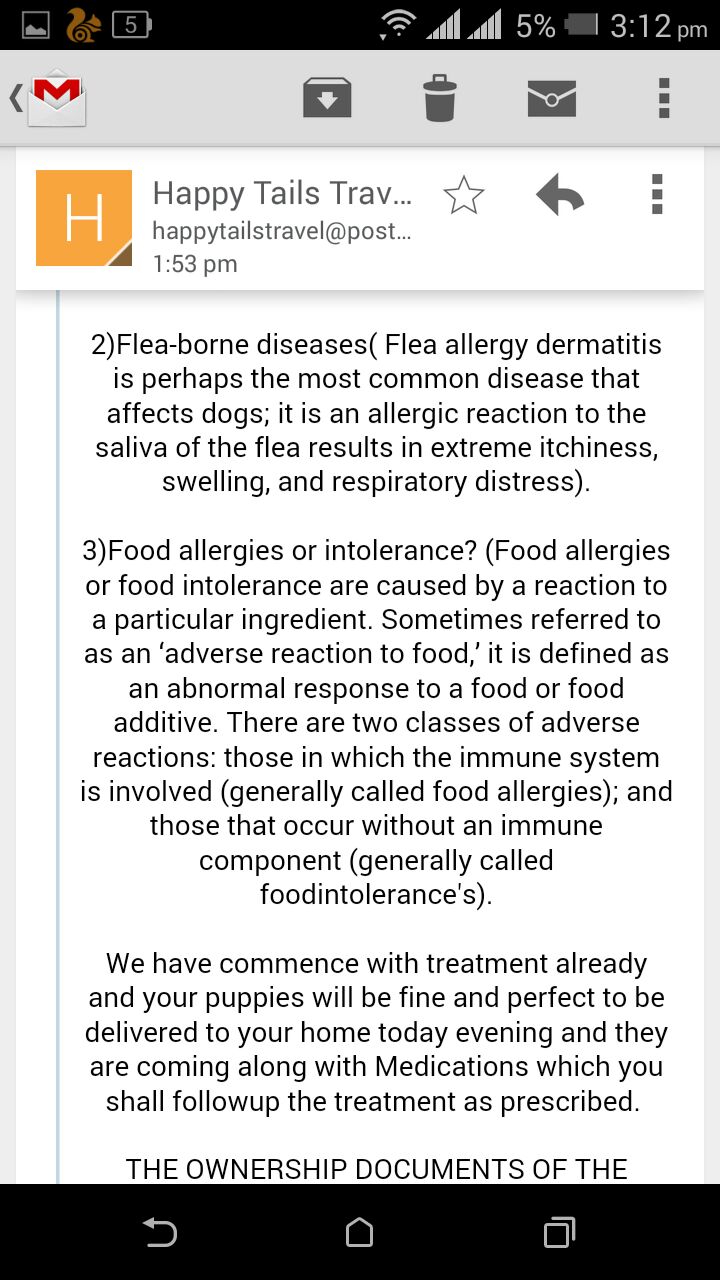 5 5% 3:12 pm
Happy Tails Trav...
H
happytailstravel@post...
1:53 pm
2)Flea-borne diseases( Flea allergy dermatitis
is perhaps the most common disease that
affects dogs; it is an allergic reaction to the
saliva of the flea results in extreme itchiness,
swelling, and respiratory distress).
3)Food allergies or intolerance? (Food allergies
or food intolerance are caused by a reaction to
a particular ingredient. Sometimes referred to
as an ‘adverse reaction to food,’ it is defined as
an abnormal response to a food or food
additive. There are two classes of adverse
reactions: those in which the immune system
is involved (generally called food allergies); and
those that occur without an immune
component (generally called
foodintolerance's).
We have commence with treatment already
and your puppies will be fine and perfect to be
delivered to your home today evening and they
are coming along with Medications which you
shall followup the treatment as prescribed.
THE OWNERSHIP DOCUMENTS OF THE